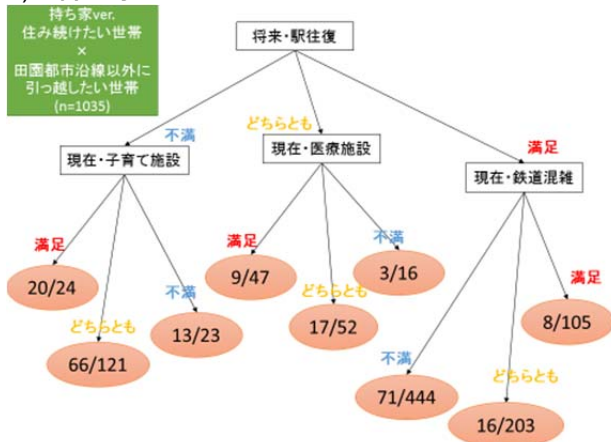 持ち家ver.
住み続けたい世帯
×
田園都市沿線以外に
引っ越したい世帯
(n=1035)
将来・駅往復
不満
どちらとも
満足
現在・子育て施設
現在・医療施設
現在・鉄道混雑
満足
どちらとも
不満
20/24
66/121
13/23
満足
どちらとも
不満
9/47
17/52
3/16
不満
どちらとも
満足
71/444
16/203
8/105